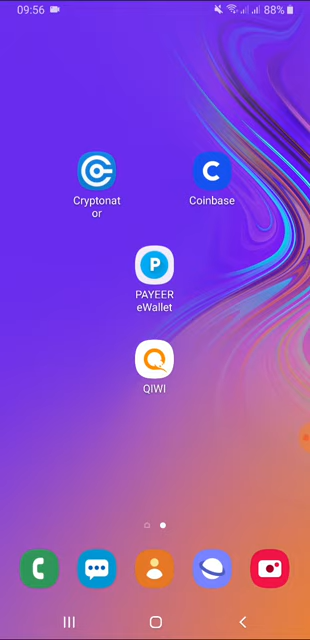 09:56
88%
Cryptonat
or
Coinbase
PAYEER
eWallet
QIWI